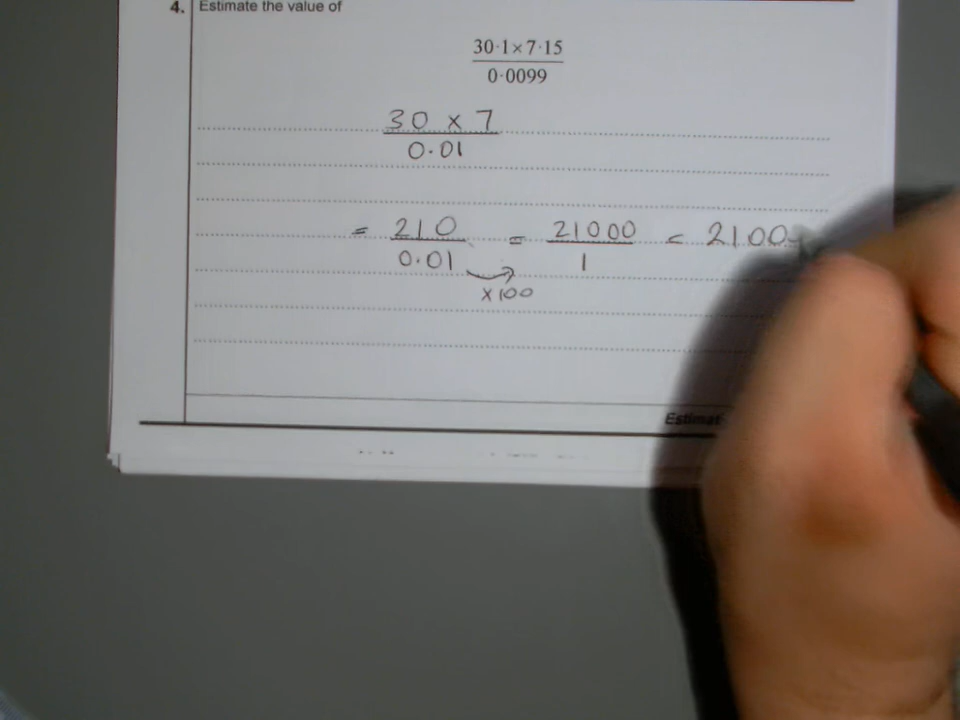 4. Estimate the value of
30·1 × 7·15
0·0099
30 x 7
0.01
= 210 = 21000 = 2100
0.01 1
x100